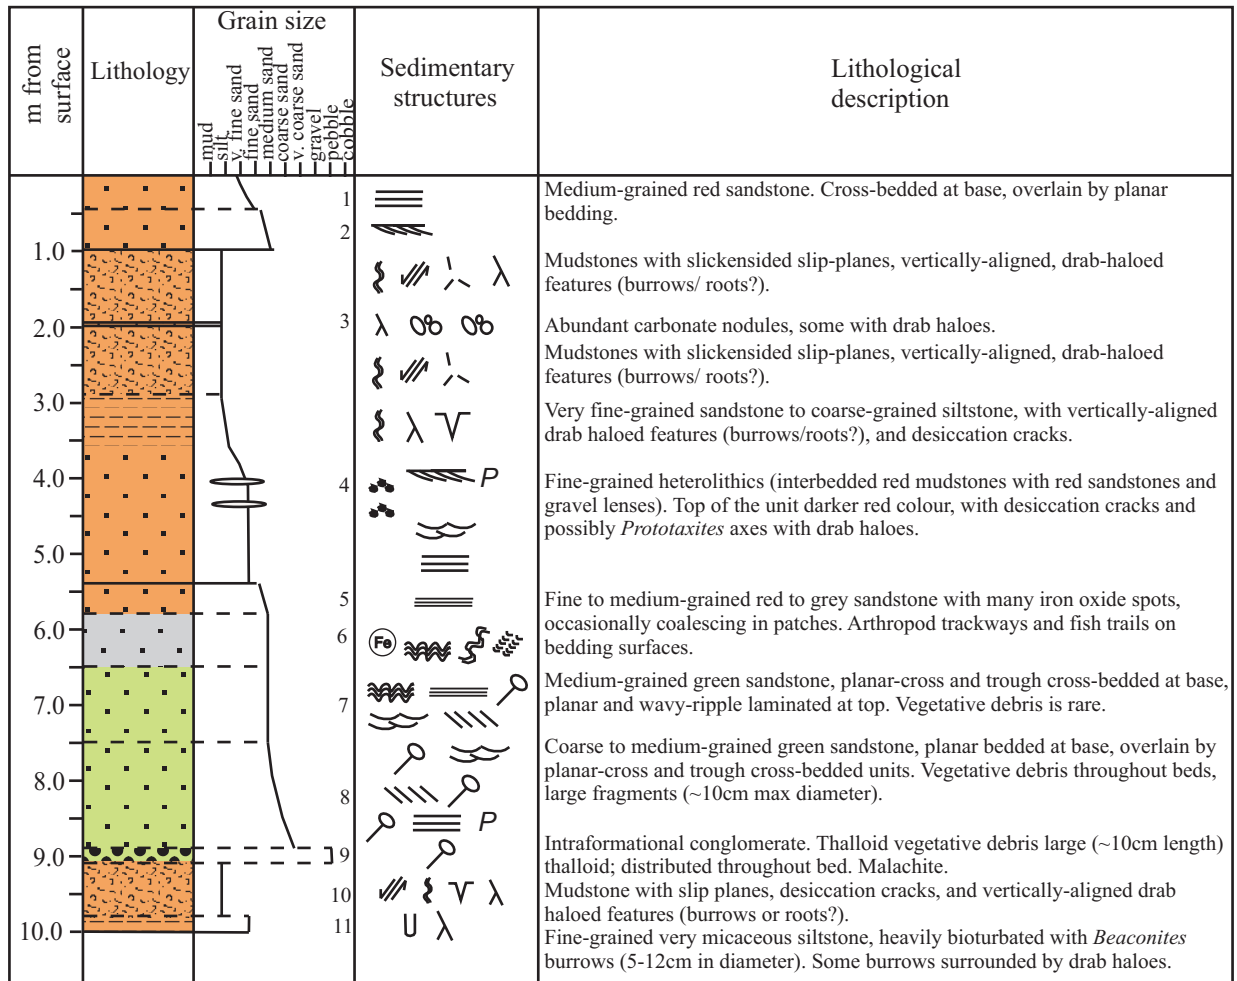 m from
surface
Lithology
Grain size
mud
silt
v. fine sand
fine sand
medium sand
coarse sand
v. coarse sand
gravel
pebble
cobble
Sedimentary
structures
Lithological
description
1.0
2.0
3.0
4.0
5.0
6.0
7.0
8.0
9.0
10.0
1
2
3
4
5
6
7
8
9
10
11
P
Fe
P
Medium-grained red sandstone. Cross-bedded at base, overlain by planar
bedding.
Mudstones with slickensided slip-planes, vertically-aligned, drab-haloed
features (burrows/ roots?).
Abundant carbonate nodules, some with drab haloes.
Mudstones with slickensided slip-planes, vertically-aligned, drab-haloed
features (burrows/ roots?).
Very fine-grained sandstone to coarse-grained siltstone, with vertically-aligned
drab haloed features (burrows/roots?), and desiccation cracks.
Fine-grained heterolithics (interbedded red mudstones with red sandstones and
gravel lenses). Top of the unit darker red colour, with desiccation cracks and
possibly Prototaxites axes with drab haloes.
Fine to medium-grained red to grey sandstone with many iron oxide spots,
occasionally coalescing in patches. Arthropod trackways and fish trails on
bedding surfaces.
Medium-grained green sandstone, planar-cross and trough cross-bedded at base,
planar and wavy-ripple laminated at top. Vegetative debris is rare.
Coarse to medium-grained green sandstone, planar bedded at base, overlain by
planar-cross and trough cross-bedded units. Vegetative debris throughout beds,
large fragments (~10cm max diameter).
Intraformational conglomerate. Thalloid vegetative debris large (~10cm length)
thalloid; distributed throughout bed. Malachite.
Mudstone with slip planes, desiccation cracks, and vertically-aligned drab
haloed features (burrows or roots?).
Fine-grained very micaceous siltstone, heavily bioturbated with Beaconites
burrows (5-12cm in diameter). Some burrows surrounded by drab haloes.